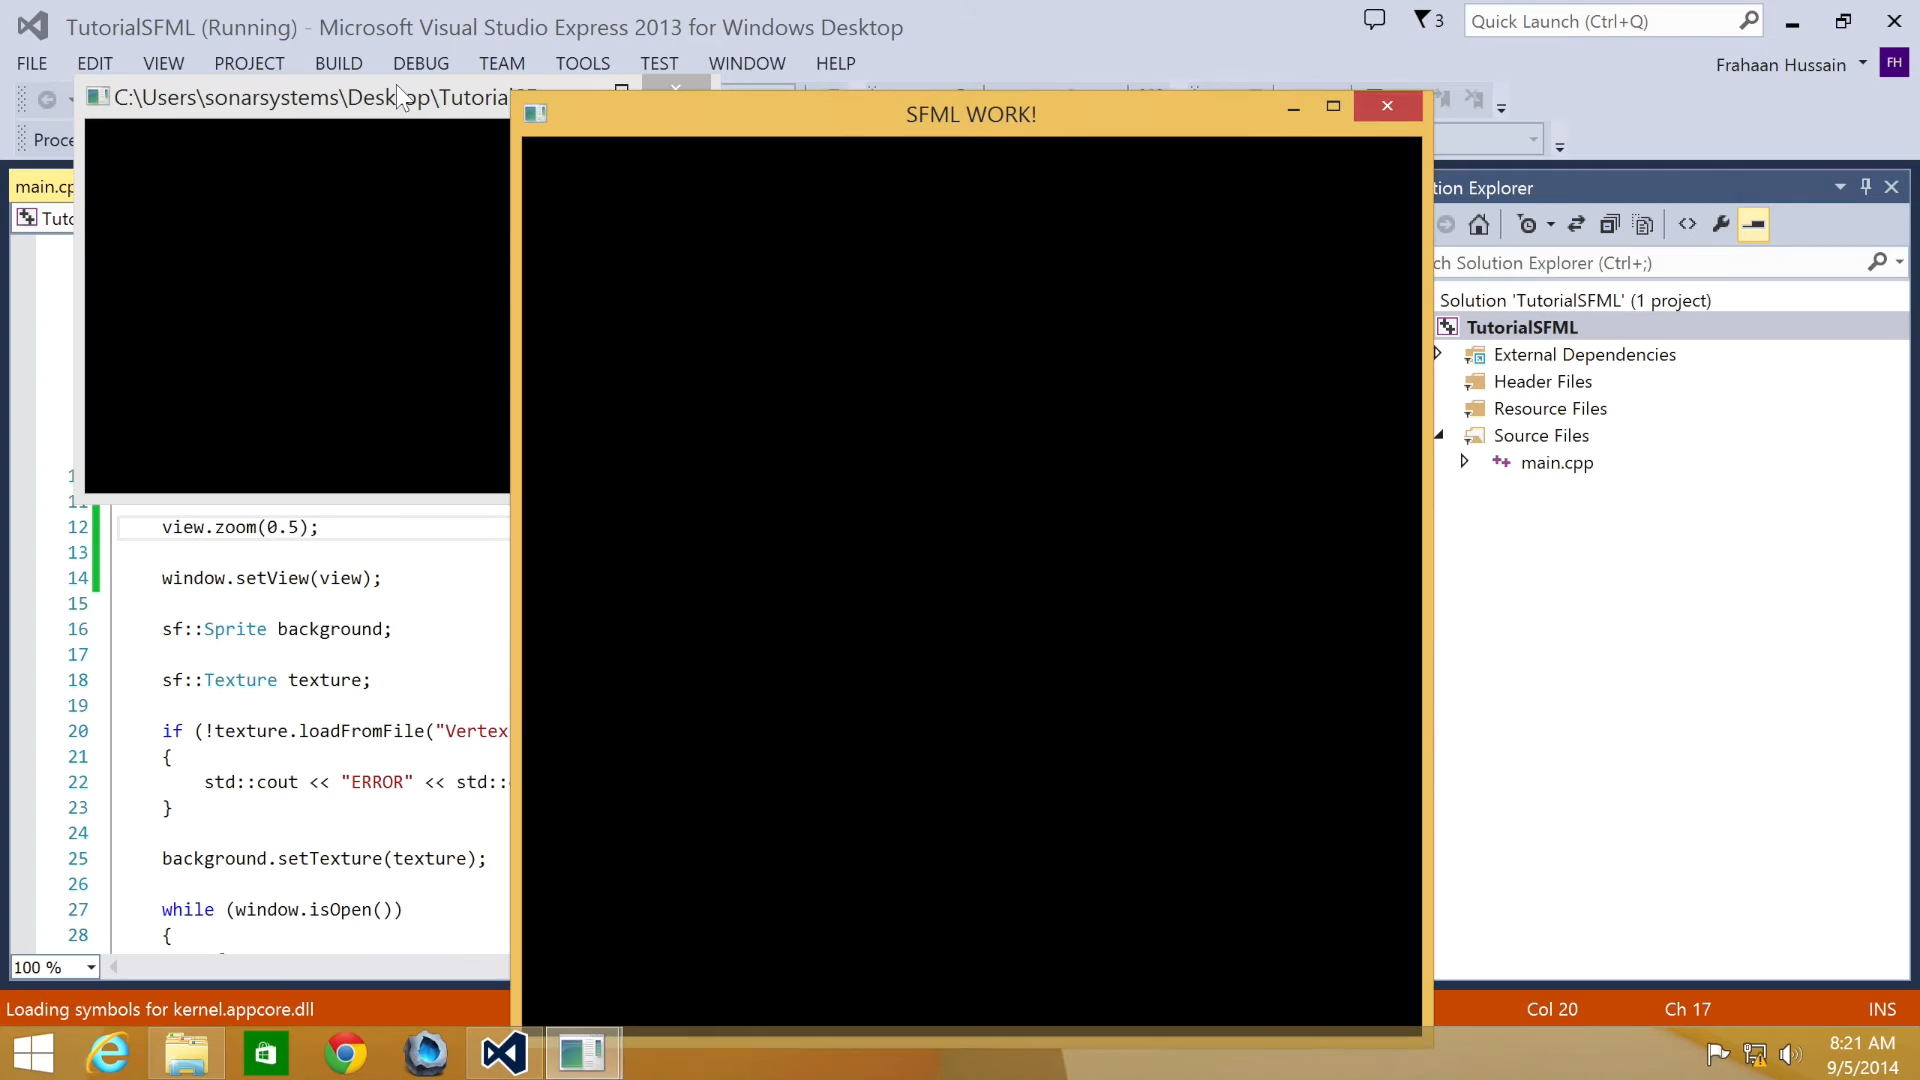 TutorialSFML (Running) - Microsoft Visual Studio Express 2013 for Windows Desktop
3
Quick Launch (Ctrl+Q)
FILE EDIT VIEW PROJECT BUILD DEBUG TEAM TOOLS TEST WINDOW HELP
Frahaan Hussain
FH
C:\Users\sonarsystems\Desktop\Tutorial
SFML WORK!
Proce
main.cp
Tuto
tion Explorer
ch Solution Explorer (Ctrl+;)
Solution 'TutorialSFML' (1 project)
TutorialSFML
External Dependencies
Header Files
Resource Files
Source Files
main.cpp
11
12 view.zoom(0.5);
13
14 window.setView(view);
15
16 sf::Sprite background;
17
18 sf::Texture texture;
19
20 if (!texture.loadFromFile("Vertex
21 {
22 std::cout << "ERROR" << std::
23 }
24
25 background.setTexture(texture);
26
27 while (window.isOpen())
28 {
100 %
Loading symbols for kernel.appcore.dll
Col 20
Ch 17
INS
8:21 AM
9/5/2014